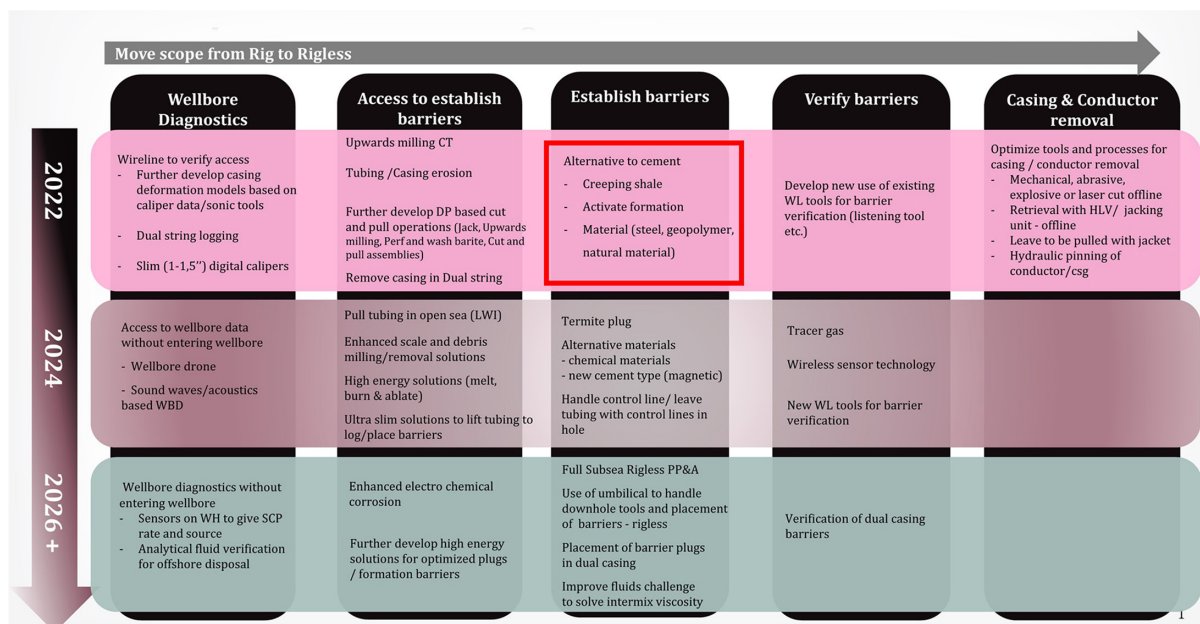 Move scope from Rig to Rigless
Wellbore
Diagnostics
Access to establish
barriers
Establish barriers
Verify barriers
Casing & Conductor
removal
2022
Wireline to verify access
- Further develop casing
deformation models based on
caliper data/sonic tools
- Dual string logging
- Slim (1-1,5”) digital calipers
Upwards milling CT
Tubing /Casing erosion
Further develop DP based cut
and pull operations (Jack, Upwards
milling, Perf and wash barite, Cut and
pull assemblies)
Remove casing in Dual string
Alternative to cement
- Creeping shale
- Activate formation
- Material (steel, geopolymer,
natural material)
Develop new use of existing
WL tools for barrier
verification (listening tool
etc.)
Optimize tools and processes for
casing / conductor removal
- Mechanical, abrasive,
explosive or laser cut offline
- Retrieval with HLV/ jacking
unit - offline
- Leave to be pulled with jacket
- Hydraulic pinning of
conductor/csg
2024
Access to wellbore data
without entering wellbore
- Wellbore drone
- Sound waves/acoustics
based WBD
Pull tubing in open sea (LWI)
Enhanced scale and debris
milling/removal solutions
High energy solutions (melt,
burn & ablate)
Ultra slim solutions to lift tubing to
log/place barriers
Termite plug
Alternative materials
- chemical materials
- new cement type (magnetic)
Handle control line/ leave
tubing with control lines in
hole
Tracer gas
Wireless sensor technology
New WL tools for barrier
verification
2026 +
Wellbore diagnostics without
entering wellbore
- Sensors on WH to give SCP
rate and source
- Analytical fluid verification
for offshore disposal
Enhanced electro chemical
corrosion
Further develop high energy
solutions for optimized plugs
/ formation barriers
Full Subsea Rigless PP&A
Use of umbilical to handle
downhole tools and placement
of barriers - rigless
Placement of barrier plugs
in dual casing
Improve fluids challenge
to solve intermix viscosity
Verification of dual casing
barriers
1